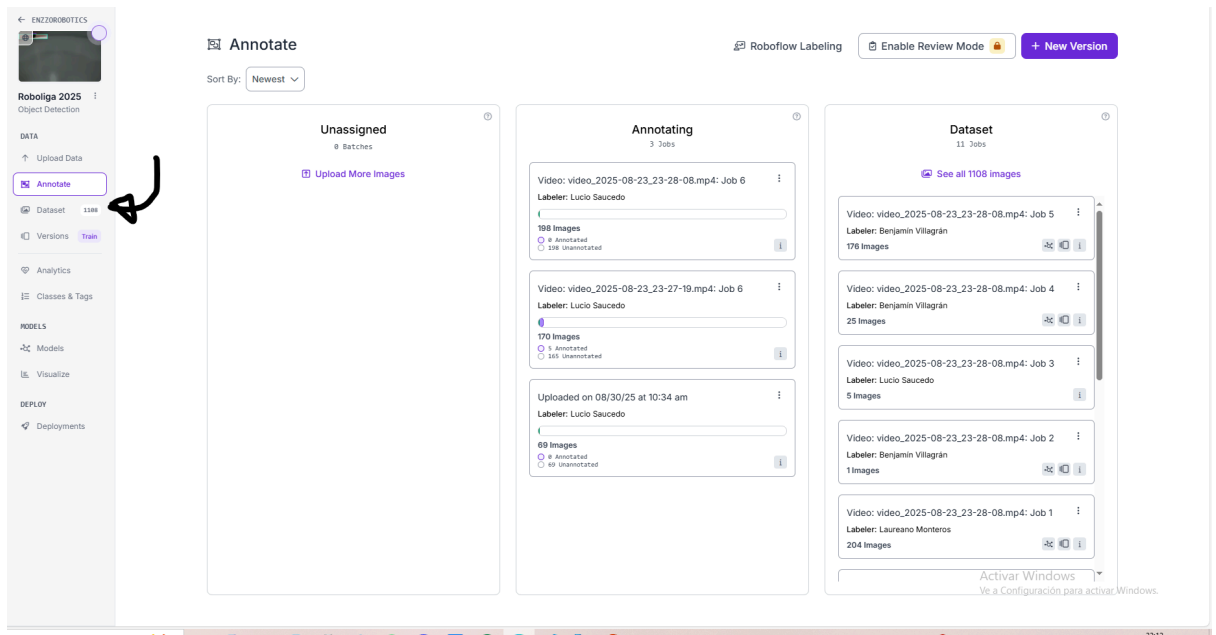 ← ENZZOROBOTICS
Roboliga 2025
Object Detection
DATA
Upload Data
Annotate
Dataset 1108
Versions Train
Analytics
Classes & Tags
MODELS
Models
Visualize
DEPLOY
Deployments
Annotate
Roboflow Labeling
Enable Review Mode
+ New Version
Sort By: Newest
Unassigned
0 Batches
Upload More Images
Annotating
3 Jobs
Video: video_2025-08-23_23-28-08.mp4: Job 6
Labeler: Lucio Saucedo
198 Images
0 Annotated
198 Unannotated
Video: video_2025-08-23_23-27-19.mp4: Job 6
Labeler: Lucio Saucedo
170 Images
5 Annotated
165 Unannotated
Uploaded on 08/30/25 at 10:34 am
Labeler: Lucio Saucedo
69 Images
0 Annotated
69 Unannotated
Dataset
11 Jobs
See all 1108 images
Video: video_2025-08-23_23-28-08.mp4: Job 5
Labeler: Benjamín Villagrán
176 Images
Video: video_2025-08-23_23-28-08.mp4: Job 4
Labeler: Benjamín Villagrán
25 Images
Video: video_2025-08-23_23-28-08.mp4: Job 3
Labeler: Lucio Saucedo
5 Images
Video: video_2025-08-23_23-28-08.mp4: Job 2
Labeler: Benjamín Villagrán
1 Images
Video: video_2025-08-23_23-28-08.mp4: Job 1
Labeler: Laureano Monteros
204 Images
Activar Windows
Ve a Configuración para activar Windows.